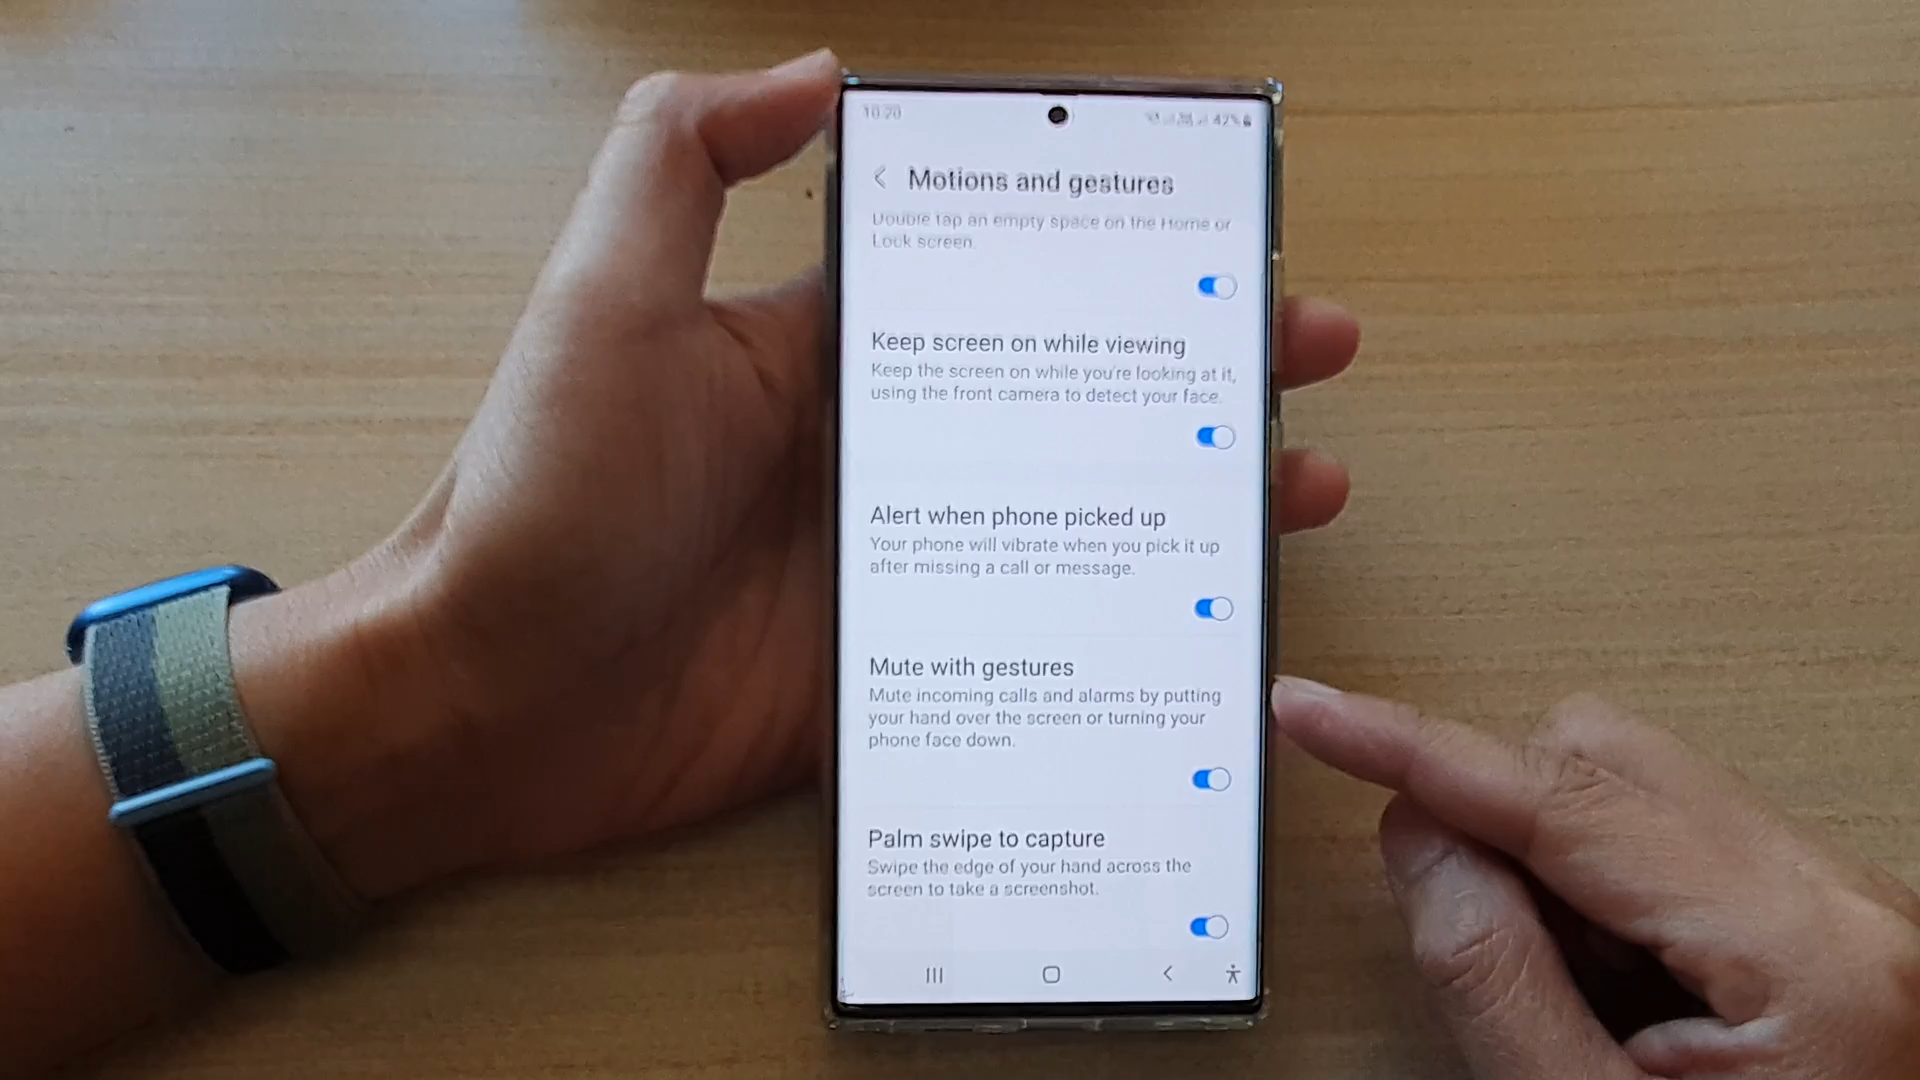 10:20
42%
Motions and gestures
Double tap an empty space on the Home or
Lock screen.
Keep screen on while viewing
Keep the screen on while you're looking at it,
using the front camera to detect your face.
Alert when phone picked up
Your phone will vibrate when you pick it up
after missing a call or message.
Mute with gestures
Mute incoming calls and alarms by putting
your hand over the screen or turning your
phone face down.
Palm swipe to capture
Swipe the edge of your hand across the
screen to take a screenshot.